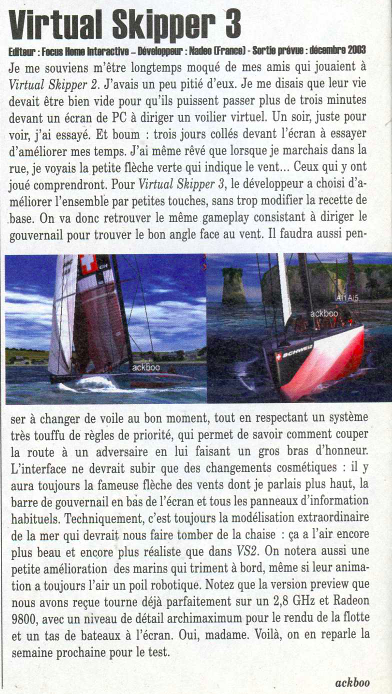 Virtual Skipper 3
Editeur : Focus Home Interactive – Développeur : Nadeo (France) - Sortie prévue : décembre 2003
Je me souviens m'être longtemps moqué de mes amis qui jouaient à
Virtual Skipper 2. J'avais un peu pitié d'eux. Je me disais que leur vie
devait être bien vide pour qu'ils puissent passer plus de trois minutes
devant un écran de PC à diriger un voilier virtuel. Un soir, juste pour
voir, j'ai essayé. Et boum : trois jours collés devant l'écran à essayer
d'améliorer mes temps. J'ai même rêvé que lorsque je marchais dans la
rue, je voyais la petite flèche verte qui indique le vent... Ceux qui y ont
joué comprendront. Pour Virtual Skipper 3, le développeur a choisi d'a-
méliorer l'ensemble par petites touches, sans trop modifier la recette de
base. On va donc retrouver le même gameplay consistant à diriger le
gouvernail pour trouver le bon angle face au vent. Il faudra aussi pen-
ackboo
AI1AI5
ackboo
SCHWEIZ
ser à changer de voile au bon moment, tout en respectant un système
très touffu de règles de priorité, qui permet de savoir comment couper
la route à un adversaire en lui faisant un gros bras d'honneur.
L'interface ne devrait subir que des changements cosmétiques : il y
aura toujours la fameuse flèche des vents dont je parlais plus haut, la
barre de gouvernail en bas de l'écran et tous les panneaux d'information
habituels. Techniquement, c'est toujours la modélisation extraordinaire
de la mer qui devrait nous faire tomber de la chaise : ça a l'air encore
plus beau et encore plus réaliste que dans VS2. On notera aussi une
petite amélioration des marins qui triment à bord, même si leur anima-
tion a toujours l'air un poil robotique. Notez que la version preview que
nous avons reçue tourne déjà parfaitement sur un 2,8 GHz et Radeon
9800, avec un niveau de détail archimaximum pour le rendu de la flotte
et un tas de bateaux à l'écran. Oui, madame. Voilà, on en reparle la
semaine prochaine pour le test.
ackboo